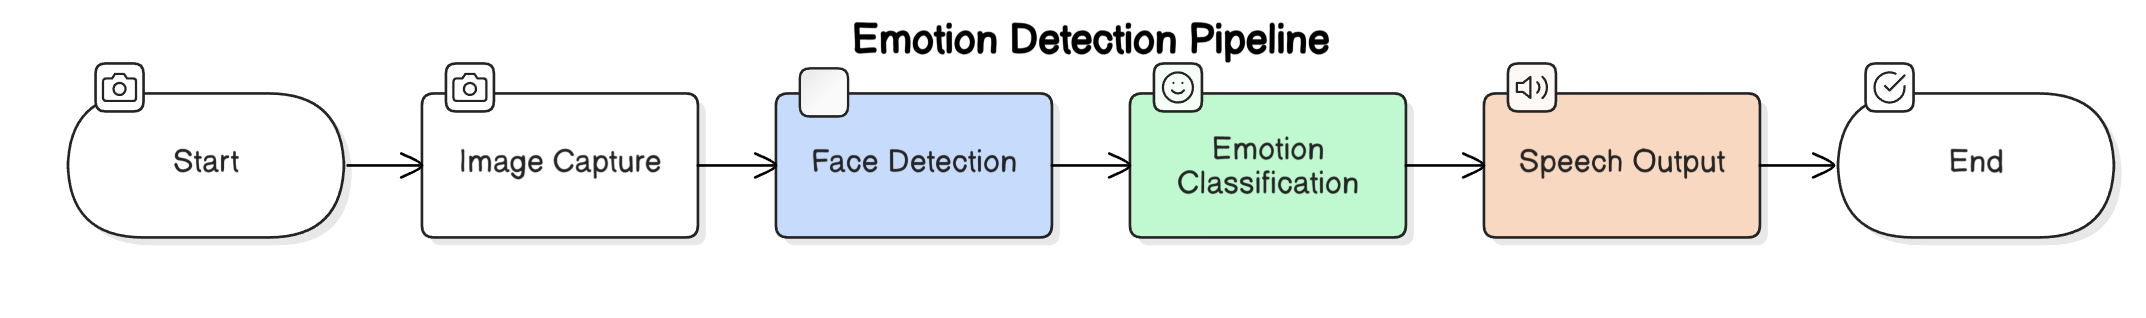 Emotion Detection Pipeline
Start
Image Capture
Face Detection
Emotion
Classification
Speech Output
End